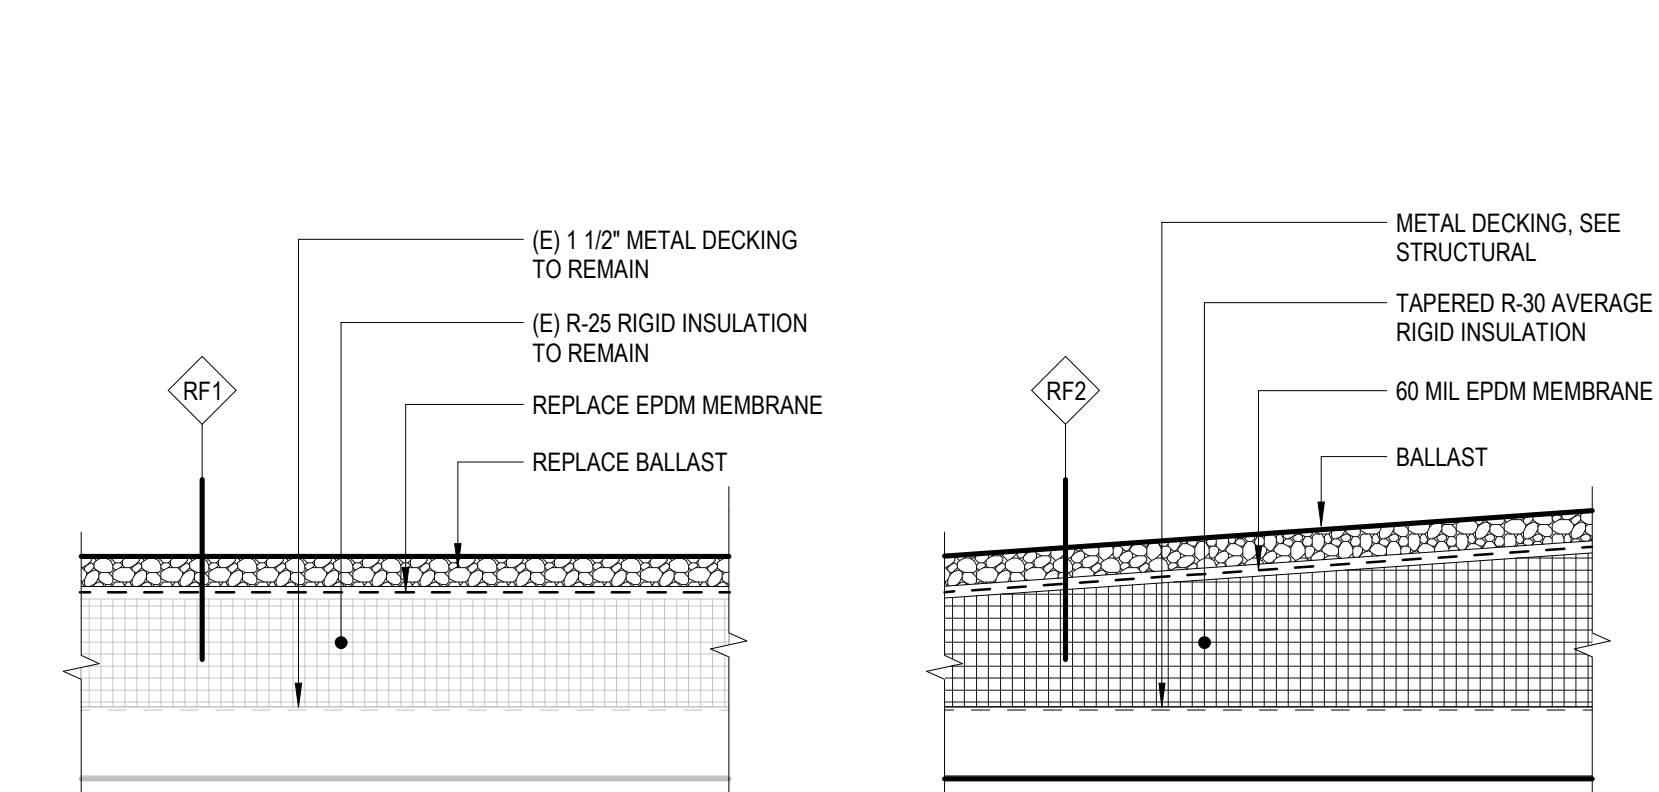 (E) 1 1/2" METAL DECKING
TO REMAIN
(E) R-25 RIGID INSULATION
TO REMAIN
RF1
REPLACE EPDM MEMBRANE
REPLACE BALLAST
METAL DECKING, SEE
STRUCTURAL
TAPERED R-30 AVERAGE
RIGID INSULATION
RF2
60 MIL EPDM MEMBRANE
BALLAST